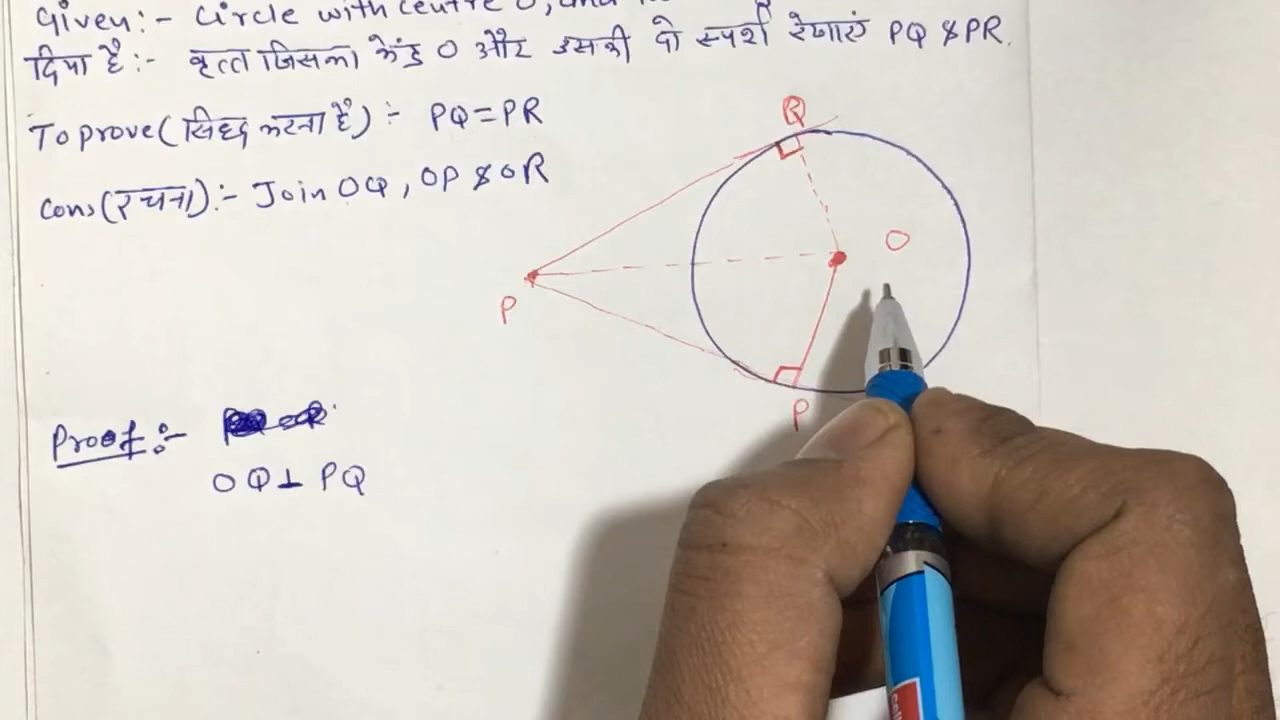 Given:- Circle with centre O, and
दिया है:- वृत्त जिसका केंद्र O और उसकी दो स्पर्श रेखाएं PQ & PR.
To prove (सिद्ध करना है) :- PQ = PR
Cons (रचना) :- Join OQ, OP & OR
Q
O
P
P
Proof :-
OQ ⊥ PQ